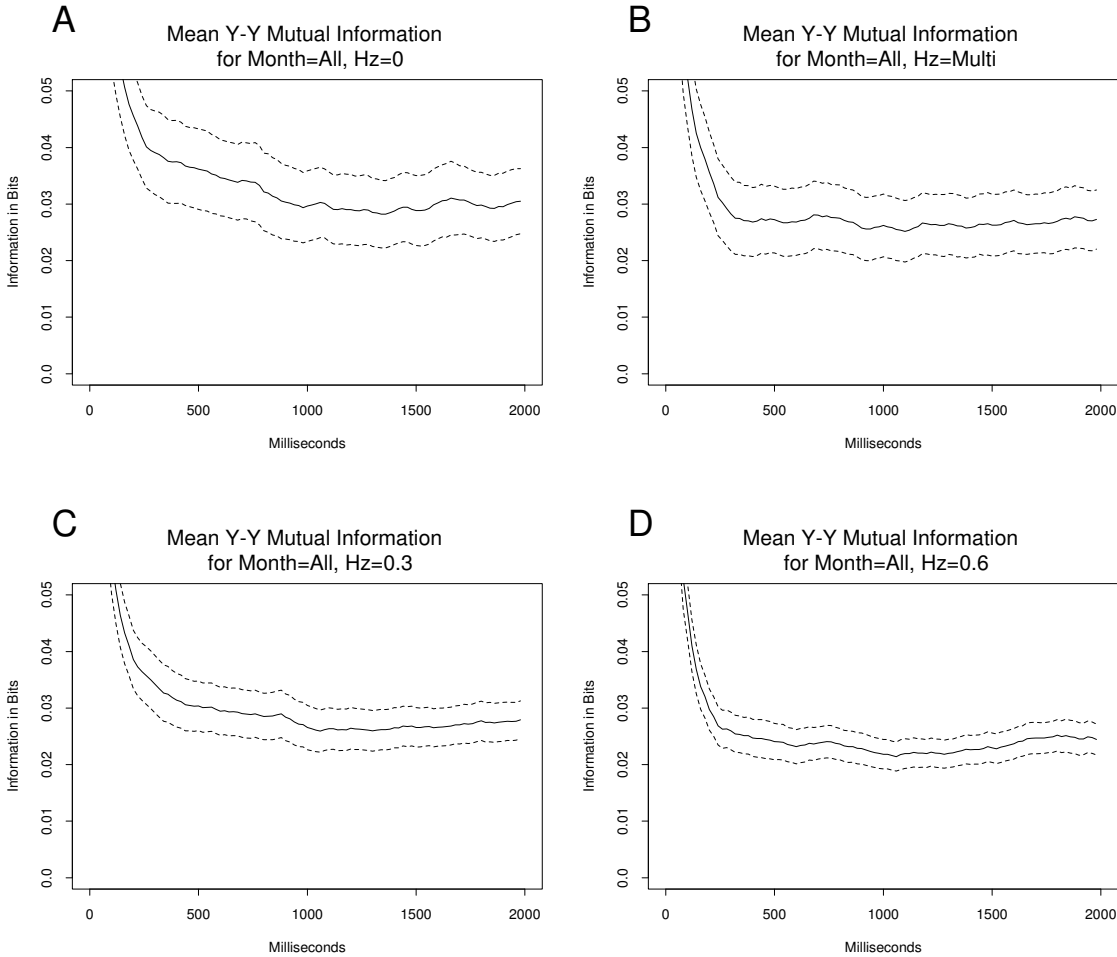 A
Mean Y-Y Mutual Information
for Month=All, Hz=0
Information in Bits
0.05
0.04
0.03
0.02
0.01
0.0
0 500 1000 1500 2000
Milliseconds
B
Mean Y-Y Mutual Information
for Month=All, Hz=Multi
Information in Bits
0.05
0.04
0.03
0.02
0.01
0.0
0 500 1000 1500 2000
Milliseconds
C
Mean Y-Y Mutual Information
for Month=All, Hz=0.3
Information in Bits
0.05
0.04
0.03
0.02
0.01
0.0
0 500 1000 1500 2000
Milliseconds
D
Mean Y-Y Mutual Information
for Month=All, Hz=0.6
Information in Bits
0.05
0.04
0.03
0.02
0.01
0.0
0 500 1000 1500 2000
Milliseconds